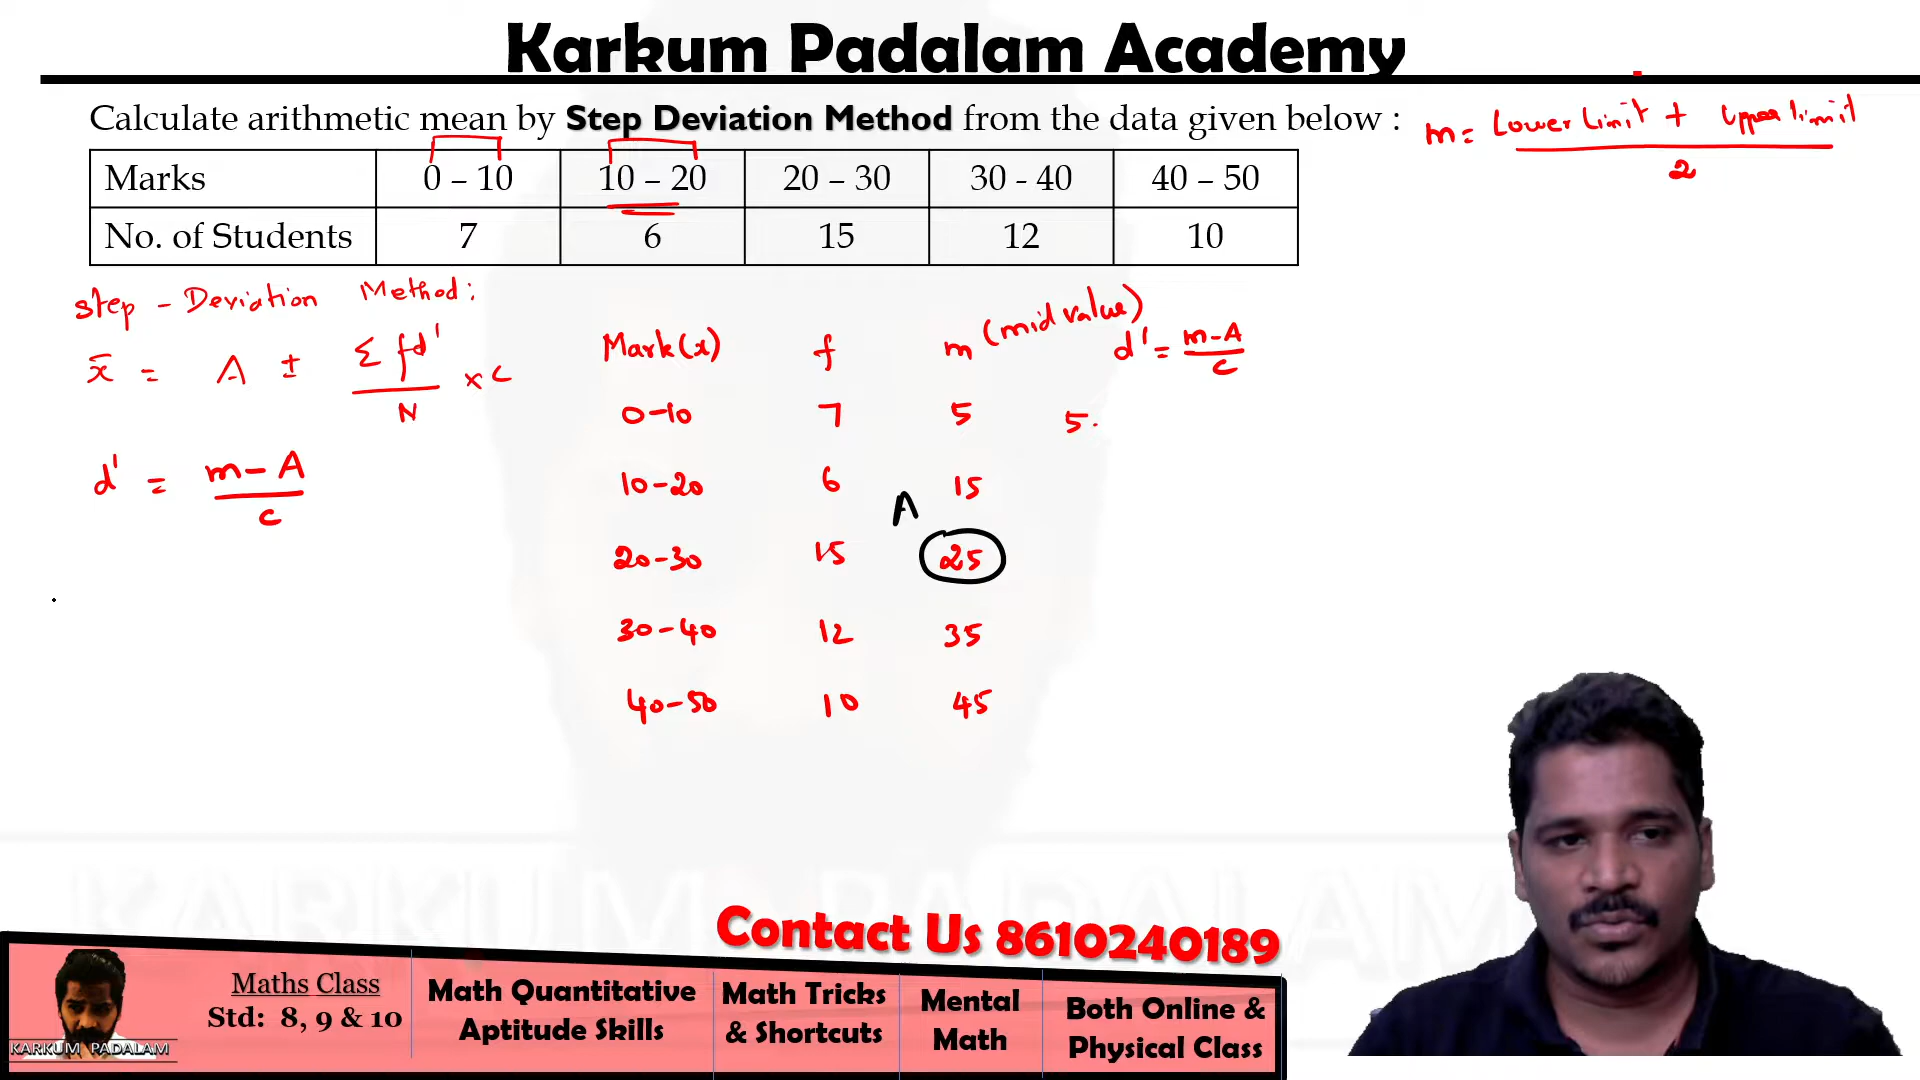 Karkum Padalam Academy
Calculate arithmetic mean by Step Deviation Method from the data given below :
m = Lower limit + Upper limit / 2
Marks 0 – 10 10 – 20 20 – 30 30 - 40 40 – 50
No. of Students 7 6 15 12 10
Step - Deviation Method:
x̄ = A ± Σfd' / N × C
d' = m - A / c
Mark(x) f m (mid value) d' = m-A / c
0-10 7 5 5.
10-20 6 15
A
20-30 15 25
30-40 12 35
40-50 10 45
KARKUM PADALAM
Contact Us 8610240189
Maths Class
Std: 8, 9 & 10
KARKUM PADALAM
Math Quantitative
Aptitude Skills
Math Tricks
& Shortcuts
Mental
Math
Both Online &
Physical Class